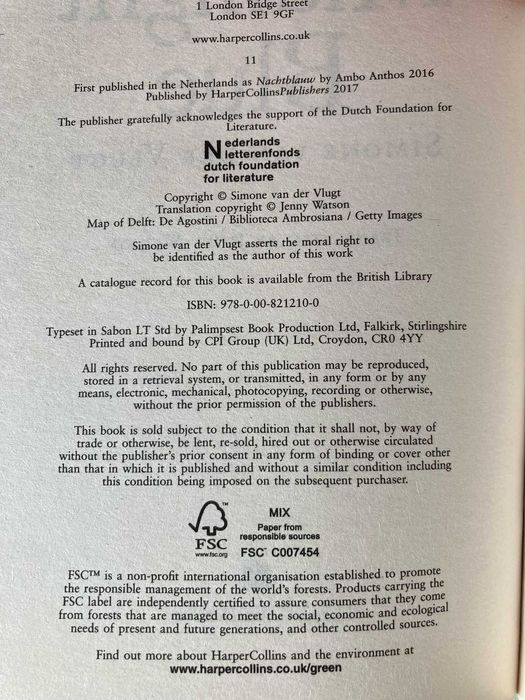 1 London Bridge Street
London SE1 9GF
www.harpercollins.co.uk
11
First published in the Netherlands as Nachtblauw by Ambo Anthos 2016
Published by HarperCollinsPublishers 2017
The publisher gratefully acknowledges the support of the Dutch Foundation for
Literature.
Nederlands
letterenfonds
dutch foundation
for literature
Copyright © Simone van der Vlugt
Translation copyright © Jenny Watson
Map of Delft: De Agostini / Biblioteca Ambrosiana / Getty Images
Simone van der Vlugt asserts the moral right to
be identified as the author of this work
A catalogue record for this book is available from the British Library
ISBN: 978-0-00-821210-0
Typeset in Sabon LT Std by Palimpsest Book Production Ltd, Falkirk, Stirlingshire
Printed and bound by CPI Group (UK) Ltd, Croydon, CR0 4YY
All rights reserved. No part of this publication may be reproduced,
stored in a retrieval system, or transmitted, in any form or by any
means, electronic, mechanical, photocopying, recording or otherwise,
without the prior permission of the publishers.
This book is sold subject to the condition that it shall not, by way of
trade or otherwise, be lent, re-sold, hired out or otherwise circulated
without the publisher's prior consent in any form of binding or cover other
than that in which it is published and without a similar condition including
this condition being imposed on the subsequent purchaser.
FSC
www.fsc.org
MIX
Paper from
responsible sources
FSC® C007454
FSC™ is a non-profit international organisation established to promote
the responsible management of the world's forests. Products carrying the
FSC label are independently certified to assure consumers that they come
from forests that are managed to meet the social, economic and ecological
needs of present and future generations, and other controlled sources.
Find out more about HarperCollins and the environment at
www.harpercollins.co.uk/green